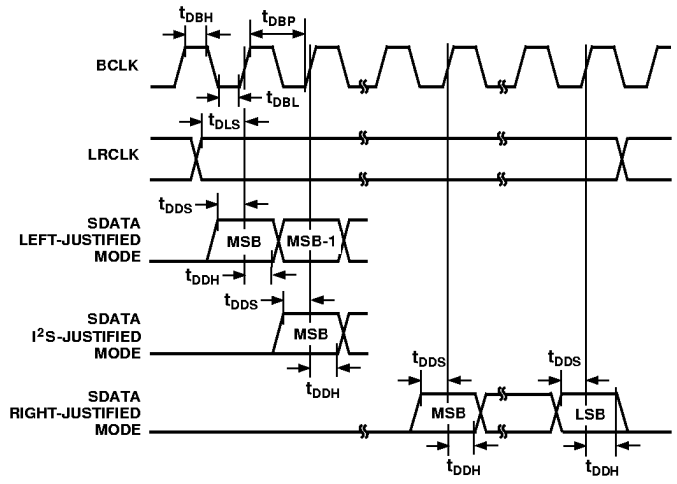 tDBH
tDBP
BCLK
tDBL
tDLS
LRCLK
tDDS
SDATA
LEFT-JUSTIFIED
MODE
MSB
MSB-1
tDDH
tDDS
SDATA
I²S-JUSTIFIED
MODE
MSB
tDDH
tDDS
tDDS
SDATA
RIGHT-JUSTIFIED
MODE
MSB
LSB
tDDH
tDDH